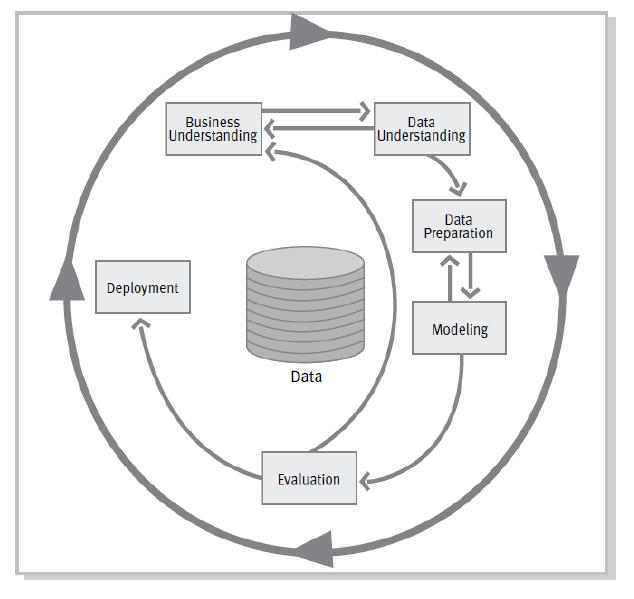 Business
Understanding
Data
Understanding
Data
Preparation
Deployment
Modeling
Data
Evaluation